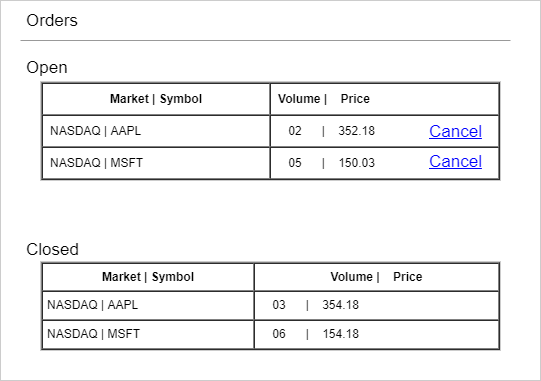 Orders
Open
Market | Symbol Volume | Price
NASDAQ | AAPL 02 | 352.18 Cancel
NASDAQ | MSFT 05 | 150.03 Cancel
Closed
Market | Symbol Volume | Price
NASDAQ | AAPL 03 | 354.18
NASDAQ | MSFT 06 | 154.18